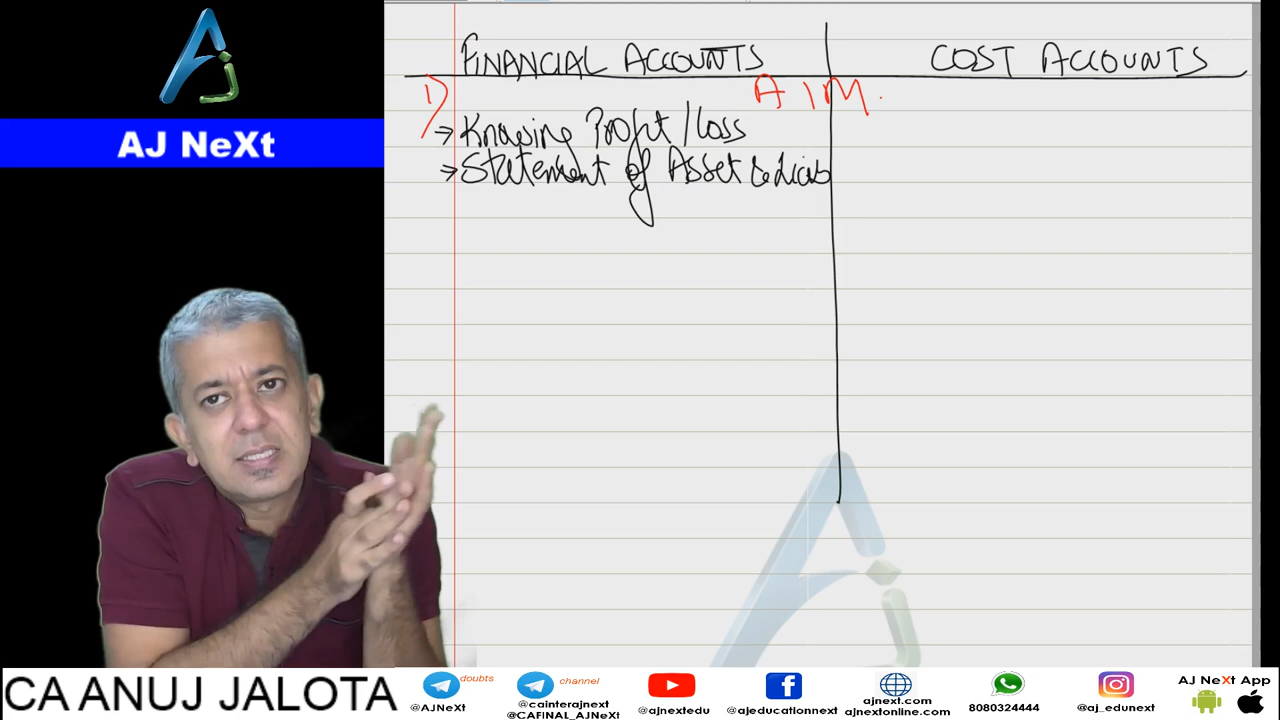 AJ NeXt
FINANCIAL ACCOUNTS
COST ACCOUNTS
1)
AIM.
→ Knowing Profit / Loss
→ Statement of Asset & Liab
CA ANUJ JALOTA
doubts
@AJNeXt
channel
@cainterajnext
@CAFINAL_AJNeXt
@ajnextedu
@ajeducationnext
ajnext.com
ajnextonline.com
8080324444
@aj_edunext
AJ NeXt App